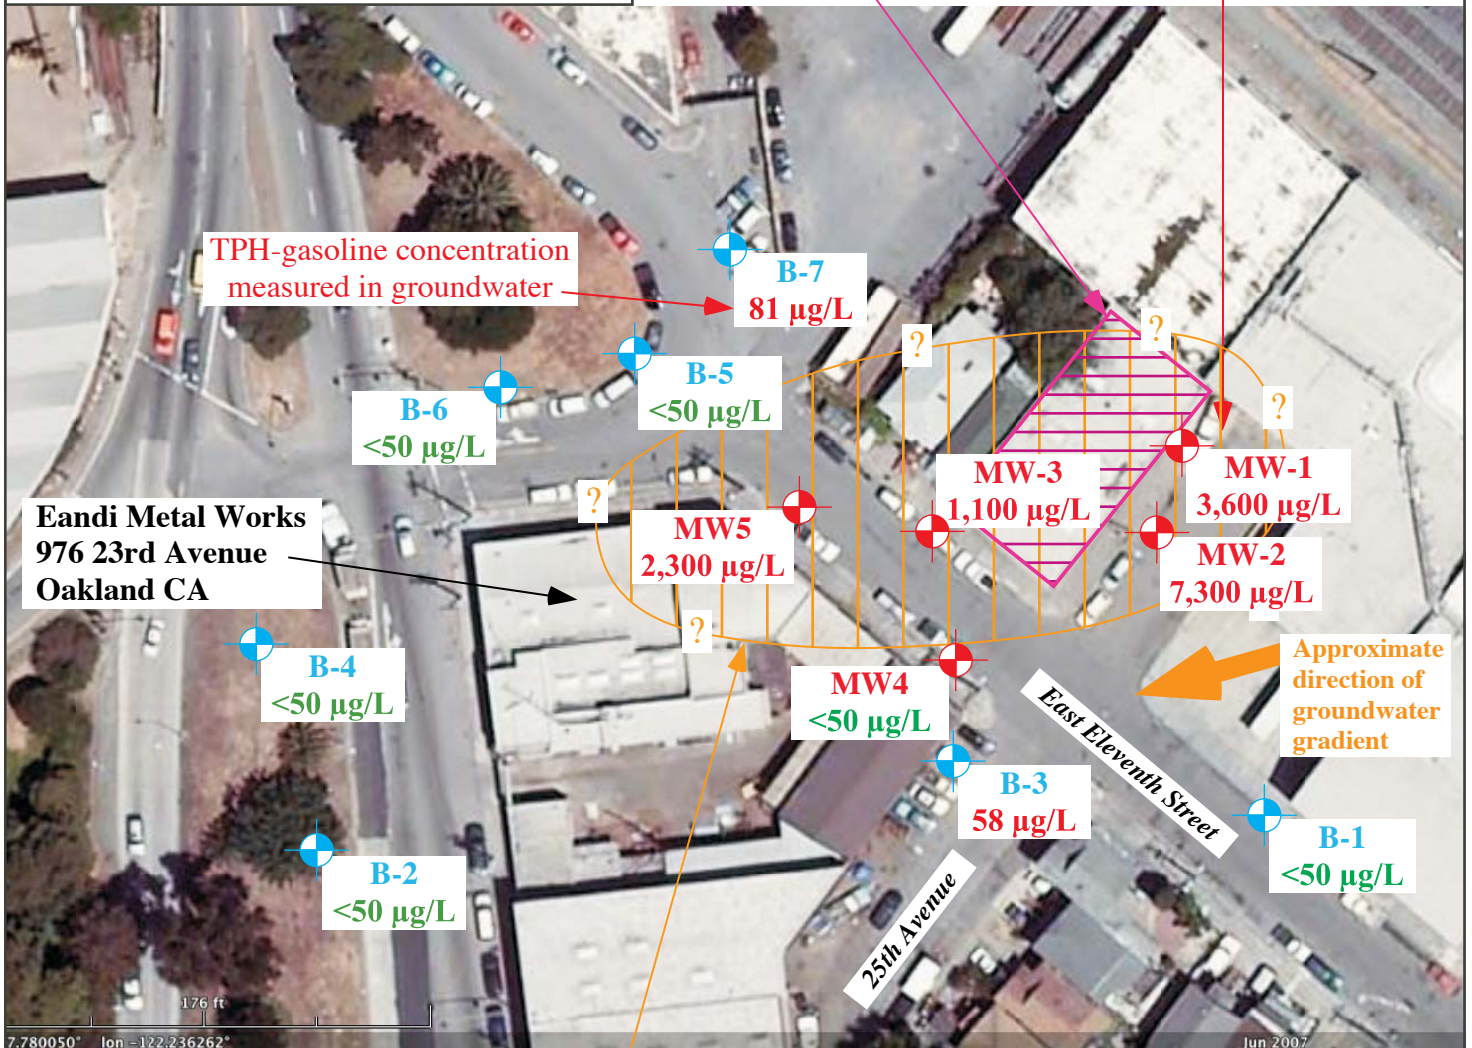 TPH-gasoline concentration
measured in groundwater
B-7
81 µg/L
?
?
?
B-5
<50 µg/L
B-6
<50 µg/L
MW-3
1,100 µg/L
MW-1
3,600 µg/L
?
MW5
2,300 µg/L
MW-2
7,300 µg/L
Eandi Metal Works
976 23rd Avenue
Oakland CA
?
B-4
<50 µg/L
MW4
<50 µg/L
Approximate
direction of
groundwater
gradient
East Eleventh Street
B-3
58 µg/L
B-1
<50 µg/L
B-2
<50 µg/L
25th Avenue
176 ft
7.780050° lon -122.236262°
Jun 2007